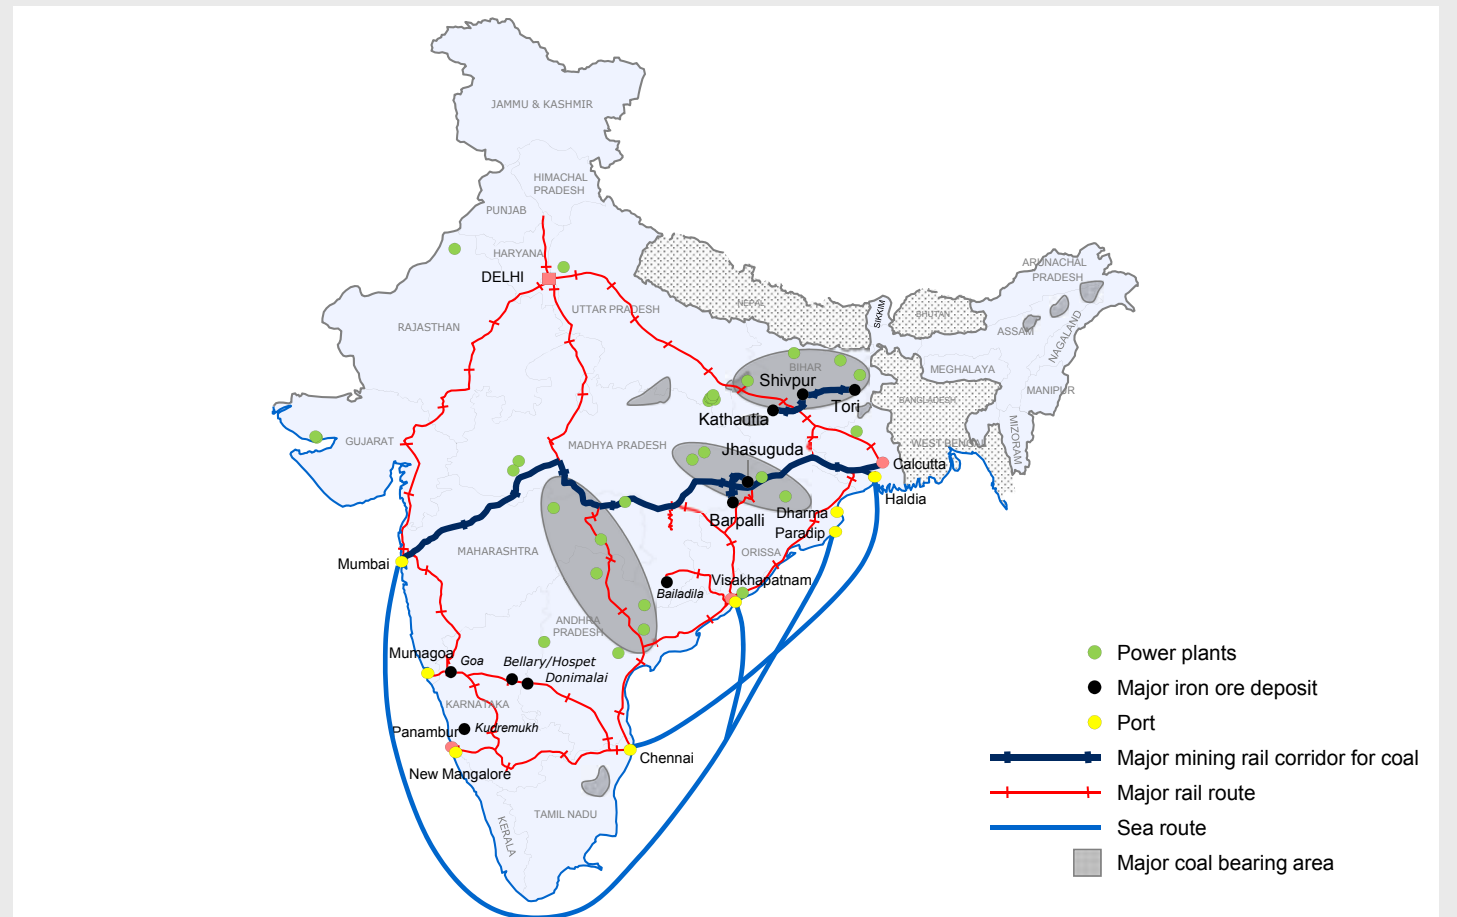 JAMMU & KASHMIR
HIMACHAL
PRADESH
PUNJAB
HARYANA
DELHI
UTTAR PRADESH
RAJASTHAN
NEPAL
SIKKIM
BHUTAN
ARUNACHAL
PRADESH
ASSAM
NAGALAND
MEGHALAYA
MANIPUR
BANGLADESH
MIZORAM
WEST BENGAL
BIHAR
Shivpur
Tori
Kathautia
GUJARAT
MADHYA PRADESH
Jhasuguda
Calcutta
Haldia
Barpalli
Dharma
Paradip
ORISSA
MAHARASHTRA
Mumbai
Visakhapatnam
Bailadila
ANDHRA
PRADESH
Mumagoa
Goa
Bellary/Hospet
Donimalai
KARNATAKA
Kudremukh
Panambur
New Mangalore
Chennai
TAMIL NADU
KERALA
Power plants
Major iron ore deposit
Port
Major mining rail corridor for coal
Major rail route
Sea route
Major coal bearing area